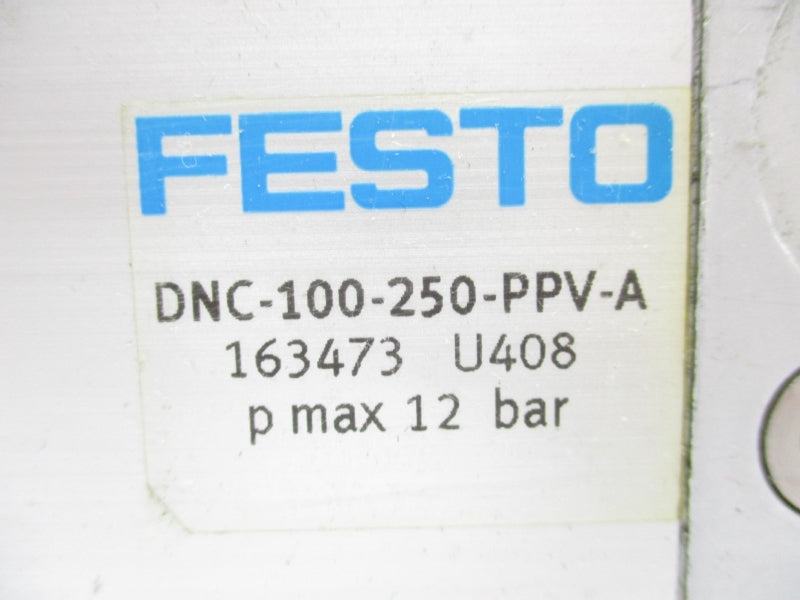 FESTO
DNC-100-250-PPV-A
163473 U408
p max 12 bar